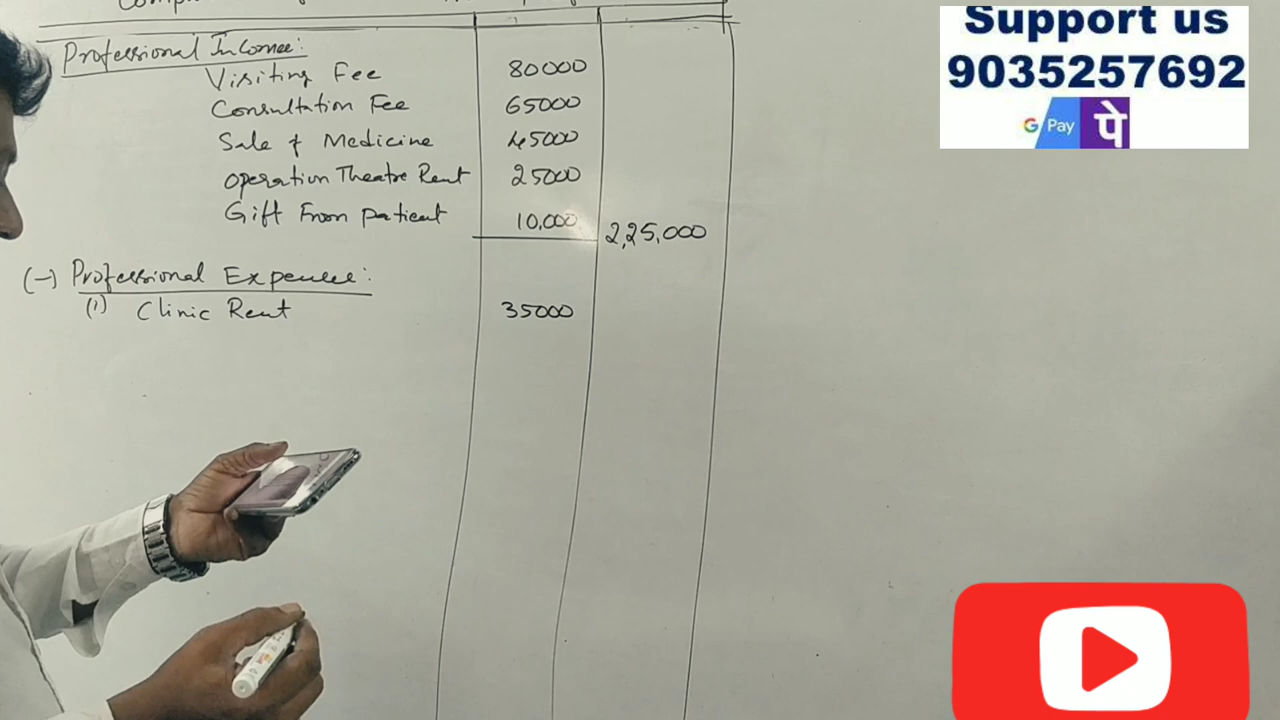 Professional Income:
Visiting Fee 80000
Consultation Fee 65000
Sale of Medicine 45000
Operation Theatre Rent 25000
Gift From patient 10,000 2,25,000
(-) Professional Expenses:
(1) Clinic Rent 35000
Support us
9035257692
G Pay पे